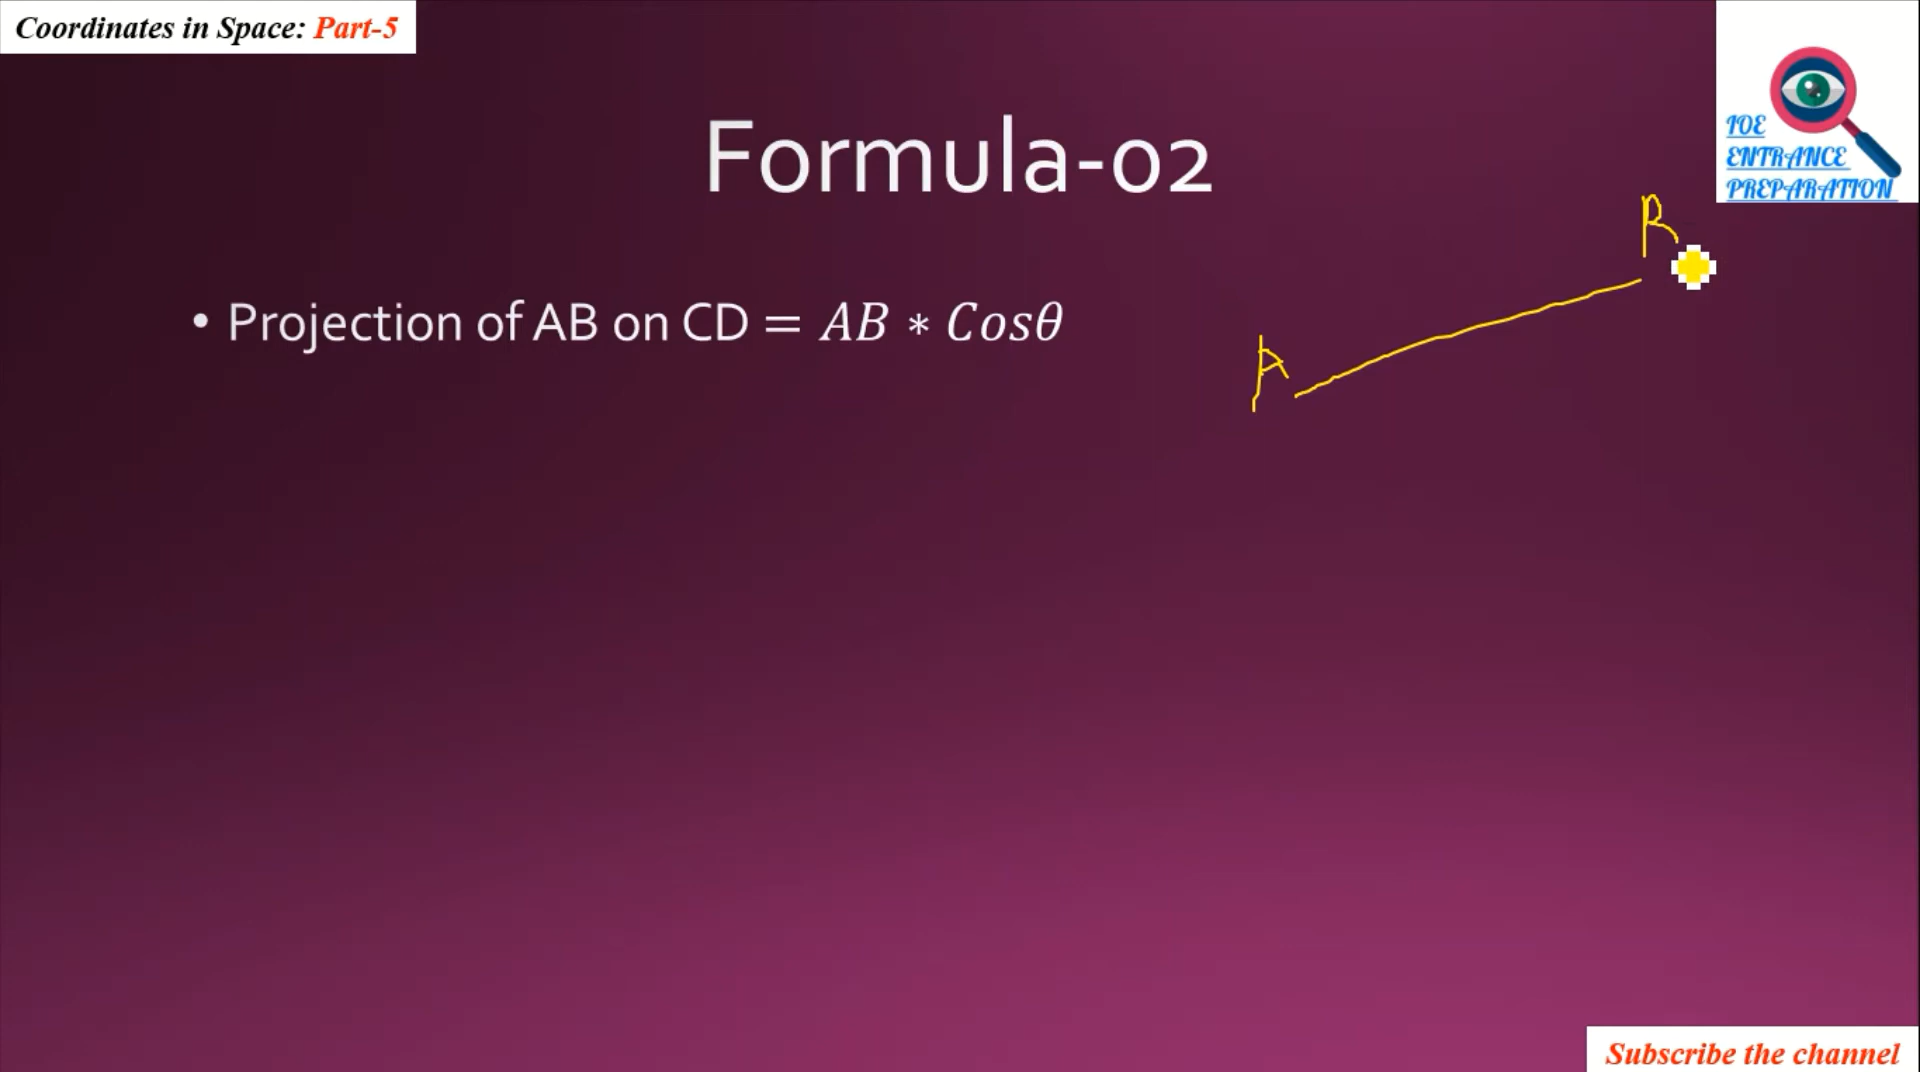 Coordinates in Space: Part-5
IOE
ENTRANCE
PREPARATION
Formula-02
• Projection of AB on CD = AB * Cosθ
B
A
Subscribe the channel